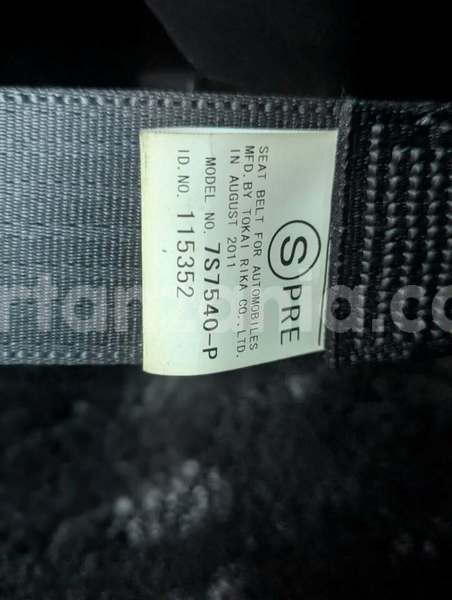 Ⓢ PRE
SEAT BELT FOR AUTOMOBILES
MFD. BY TOKAI RIKA CO., LTD.
IN AUGUST 2011
MODEL NO. 7S7540-P
ID.NO. 115352